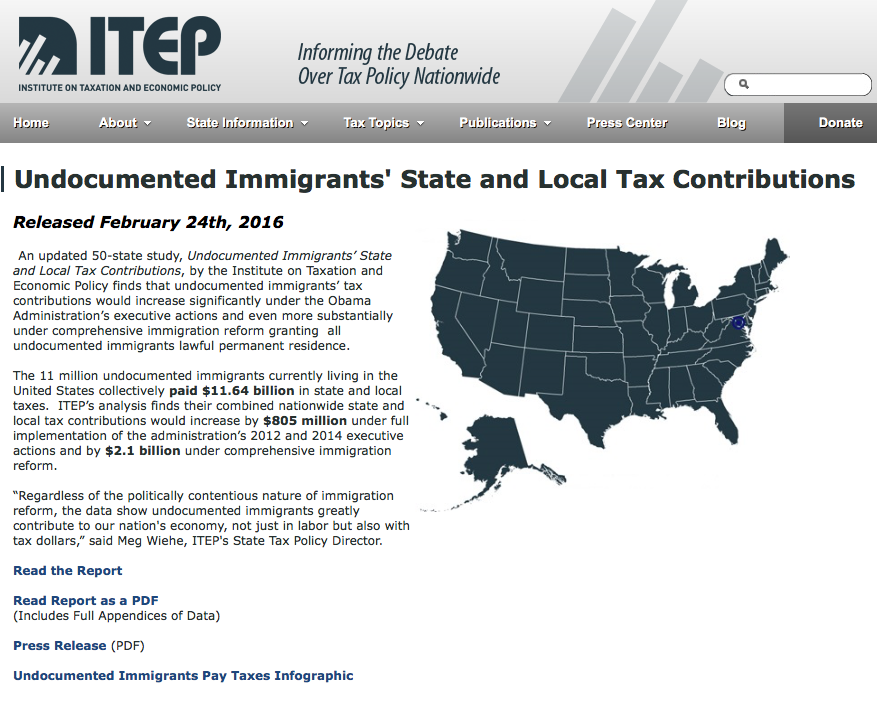 ITEP
INSTITUTE ON TAXATION AND ECONOMIC POLICY
Informing the Debate
Over Tax Policy Nationwide
Home About State Information Tax Topics Publications Press Center Blog Donate
Undocumented Immigrants' State and Local Tax Contributions
Released February 24th, 2016
An updated 50-state study, Undocumented Immigrants' State
and Local Tax Contributions, by the Institute on Taxation and
Economic Policy finds that undocumented immigrants' tax
contributions would increase significantly under the Obama
Administration's executive actions and even more substantially
under comprehensive immigration reform granting all
undocumented immigrants lawful permanent residence.
The 11 million undocumented immigrants currently living in the
United States collectively paid $11.64 billion in state and local
taxes. ITEP's analysis finds their combined nationwide state and
local tax contributions would increase by $805 million under full
implementation of the administration's 2012 and 2014 executive
actions and by $2.1 billion under comprehensive immigration
reform.
"Regardless of the politically contentious nature of immigration
reform, the data show undocumented immigrants greatly
contribute to our nation's economy, not just in labor but also with
tax dollars," said Meg Wiehe, ITEP's State Tax Policy Director.
Read the Report
Read Report as a PDF
(Includes Full Appendices of Data)
Press Release (PDF)
Undocumented Immigrants Pay Taxes Infographic